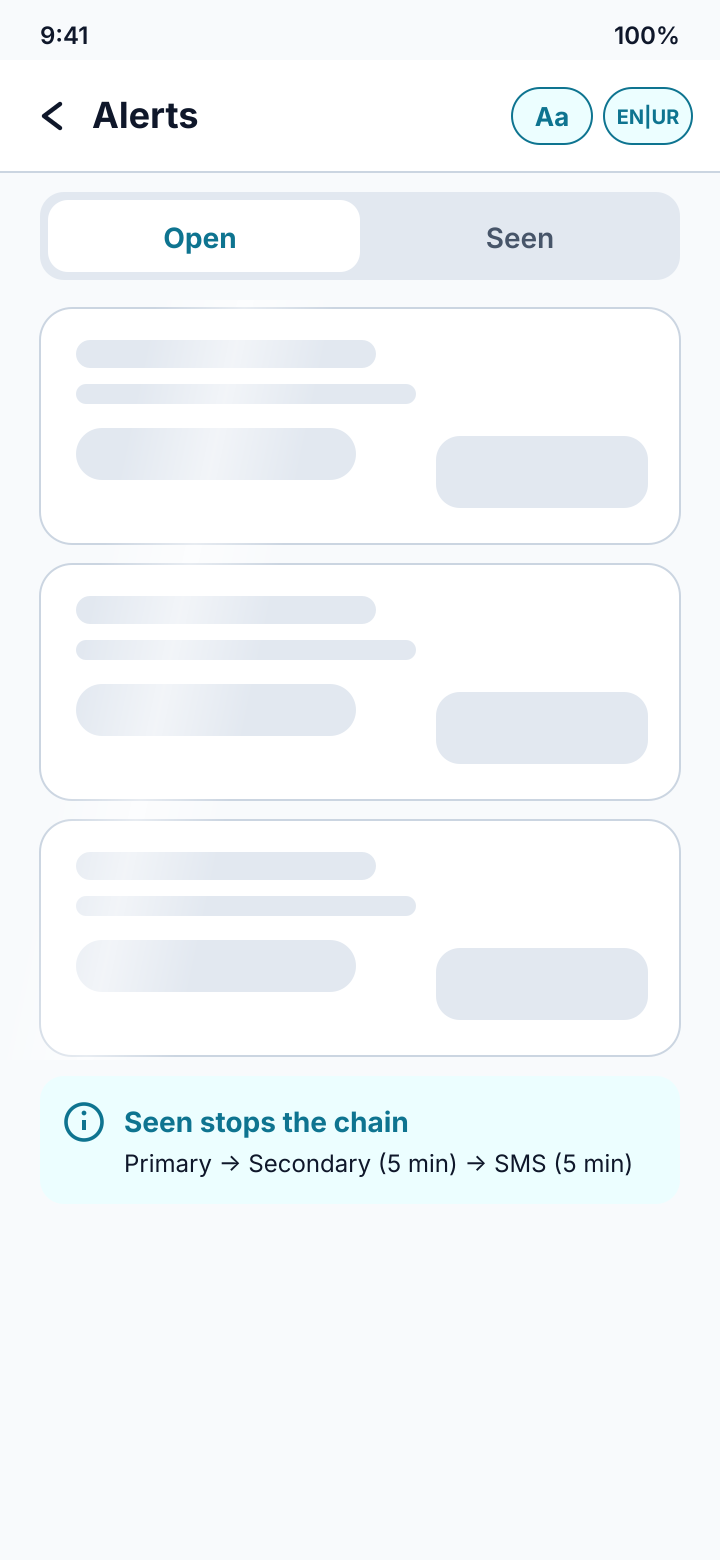 9:41 100%
Alerts Aa EN|UR
Open Seen
Seen stops the chain
Primary → Secondary (5 min) → SMS (5 min)